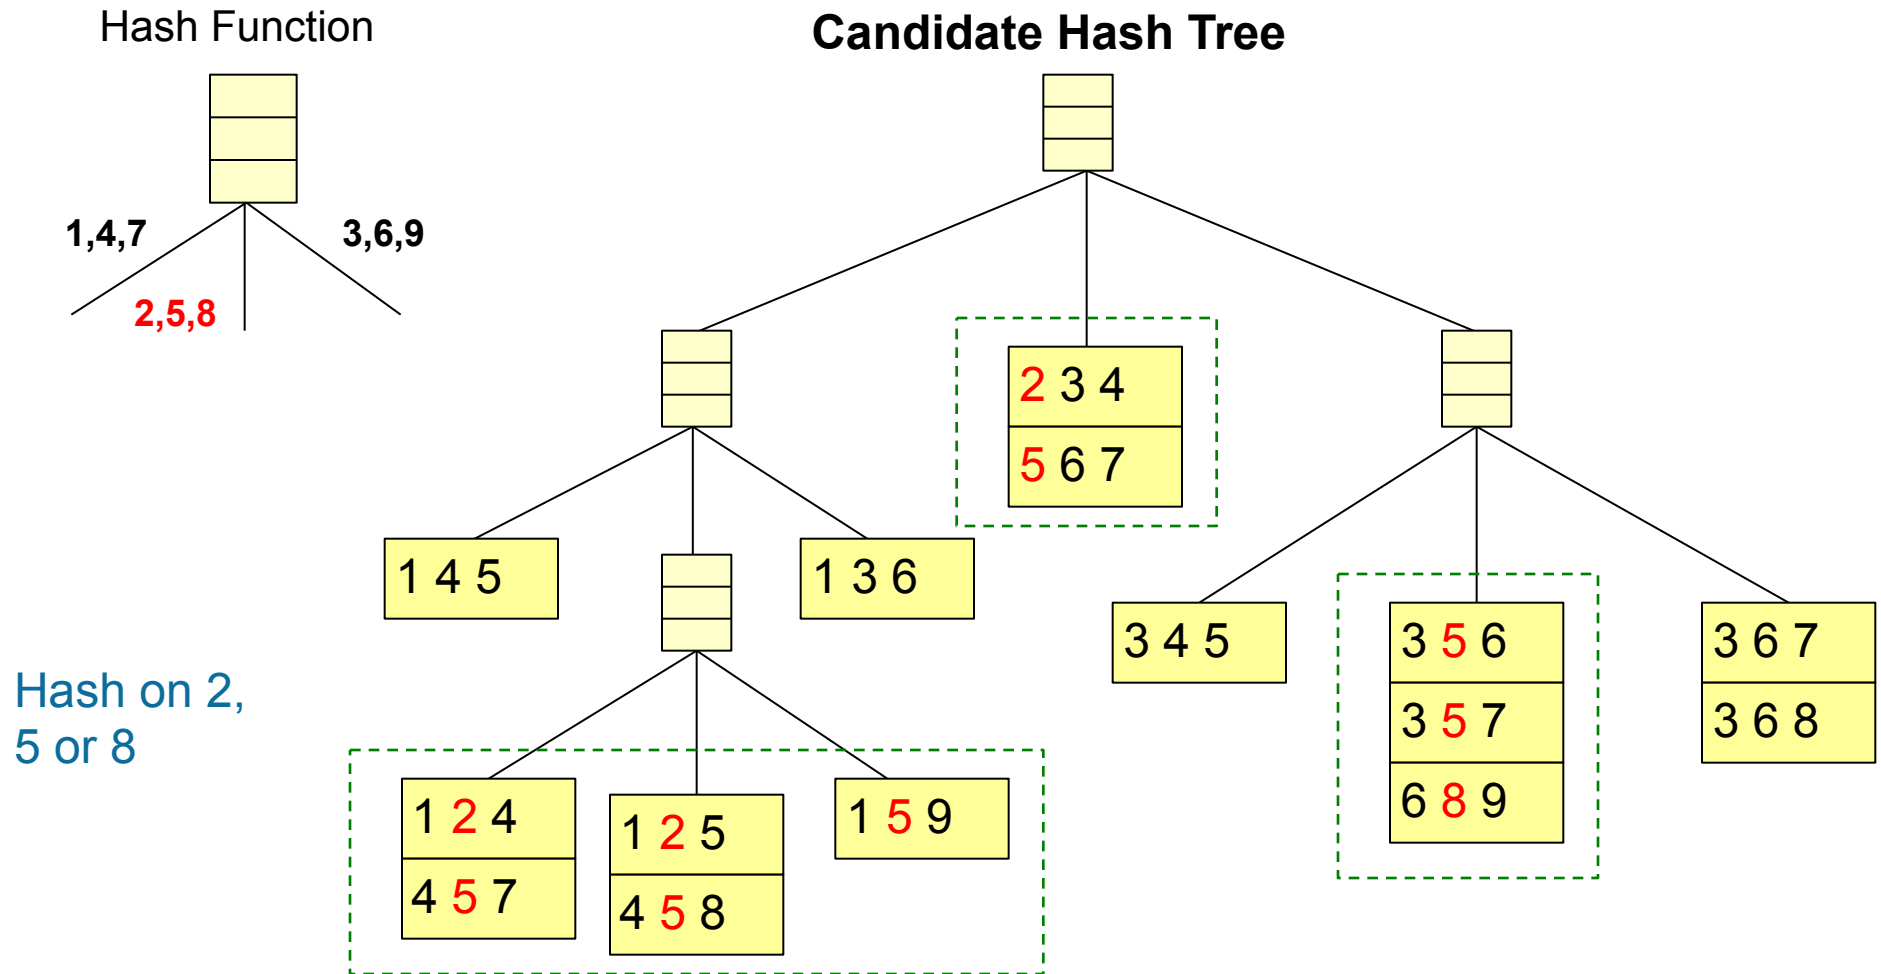 Hash Function
Candidate Hash Tree
1,4,7
3,6,9
2,5,8
2 3 4
5 6 7
1 4 5
1 3 6
3 4 5
3 5 6
3 5 7
6 8 9
3 6 7
3 6 8
Hash on 2,
5 or 8
1 2 4
4 5 7
1 2 5
4 5 8
1 5 9